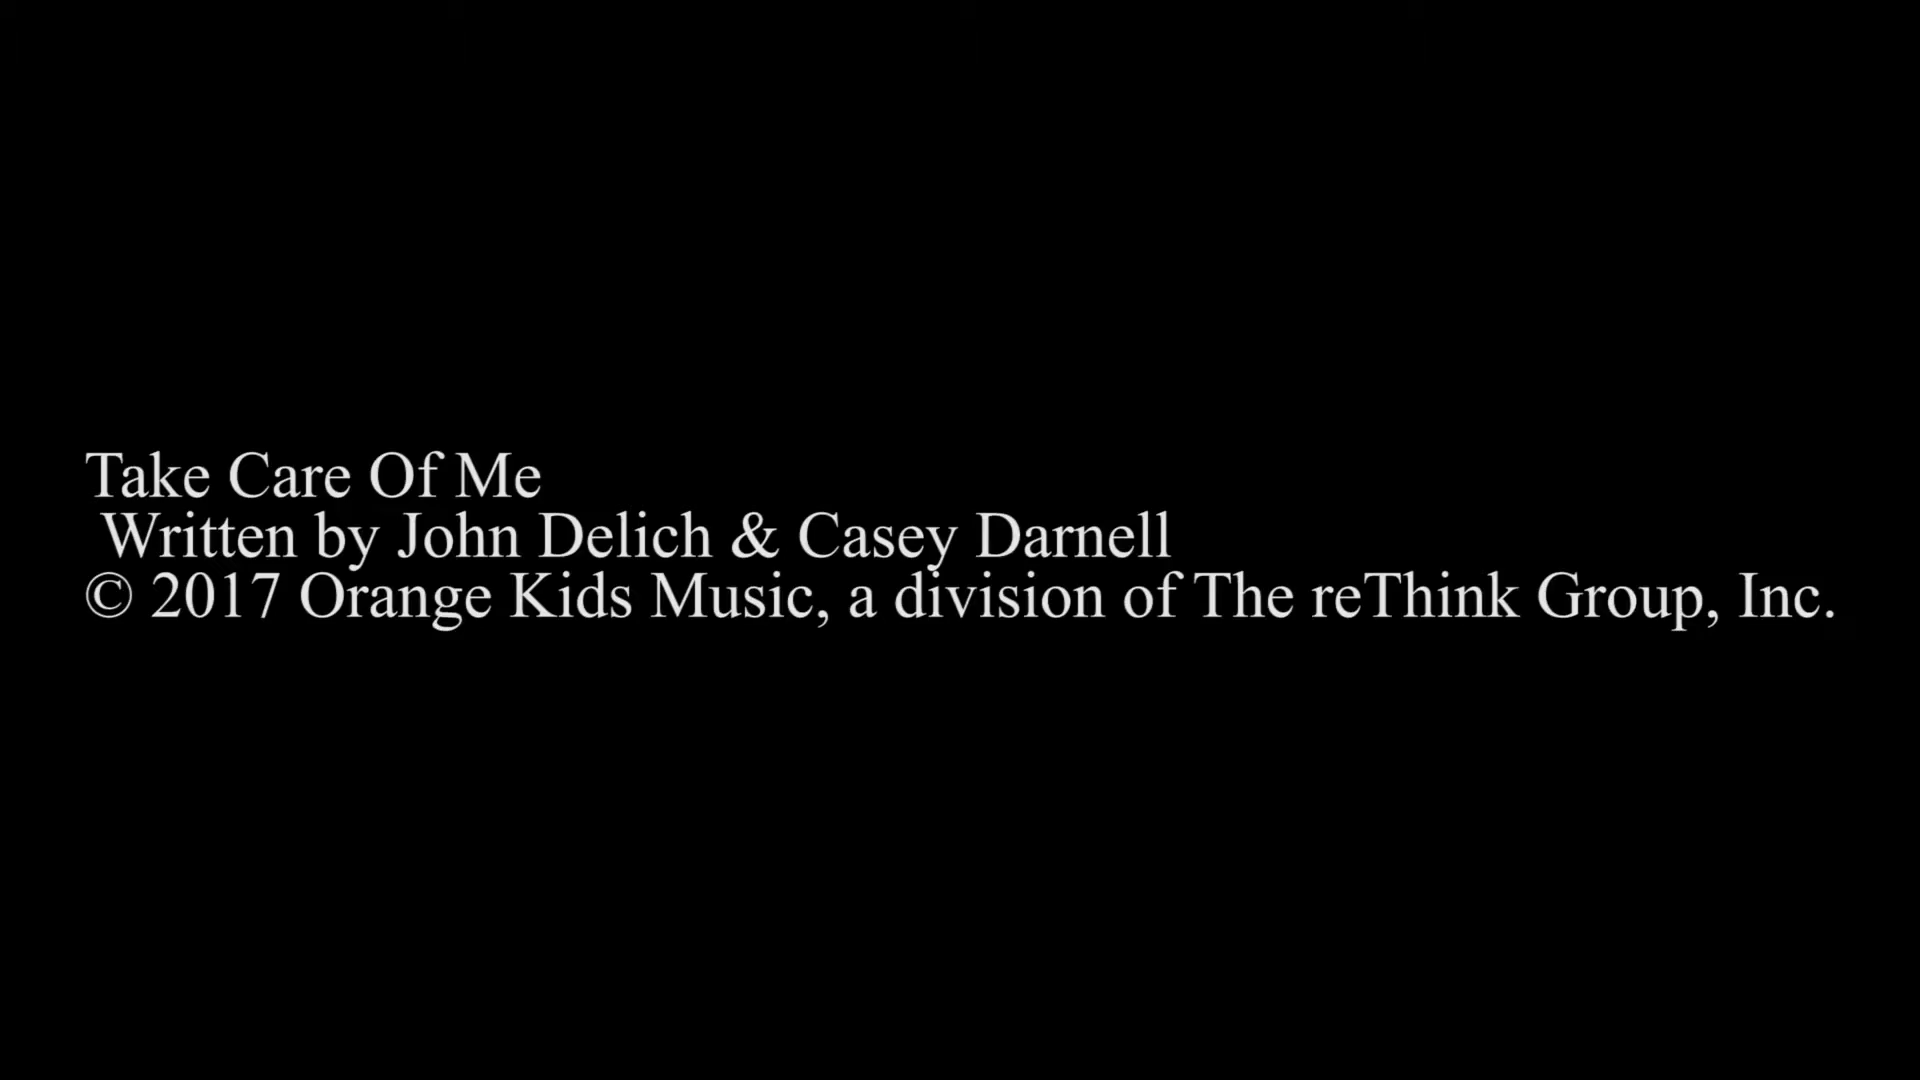 Take Care Of Me
Written by John Delich & Casey Darnell
© 2017 Orange Kids Music, a division of The reThink Group, Inc.